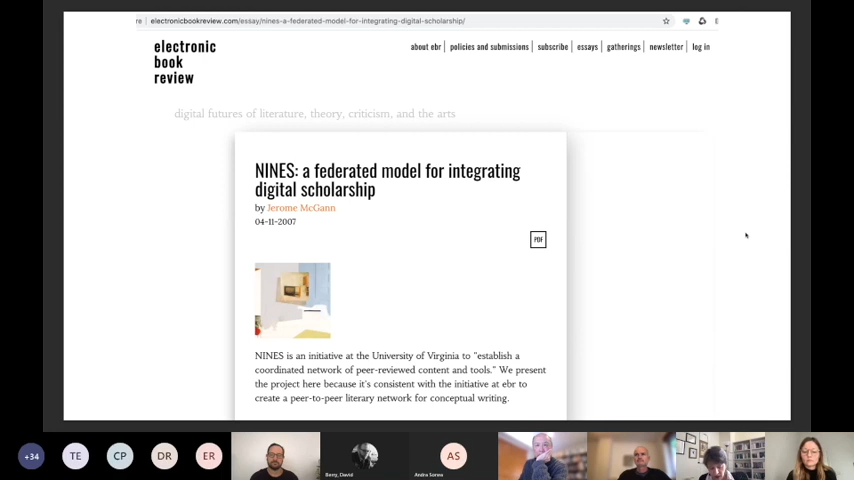 re | electronicbookreview.com/essay/nines-a-federated-model-for-integrating-digital-scholarship/
electronic
book
review
about ebr | policies and submissions | subscribe | essays | gatherings | newsletter | log in
digital futures of literature, theory, criticism, and the arts
NINES: a federated model for integrating
digital scholarship
by Jerome McGann
04-11-2007
PDF
NINES is an initiative at the University of Virginia to “establish a
coordinated network of peer-reviewed content and tools.” We present
the project here because it’s consistent with the initiative at ebr to
create a peer-to-peer literary network for conceptual writing.
+34
TE
CP
DR
ER
Berry, David
AS